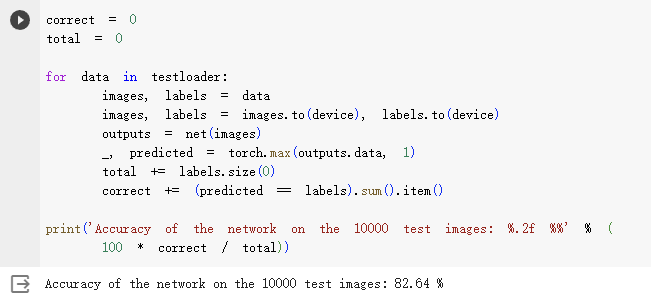 correct = 0
total = 0
for data in testloader:
images, labels = data
images, labels = images.to(device), labels.to(device)
outputs = net(images)
_, predicted = torch.max(outputs.data, 1)
total += labels.size(0)
correct += (predicted == labels).sum().item()
print('Accuracy of the network on the 10000 test images: %.2f %%' % (
100 * correct / total))
Accuracy of the network on the 10000 test images: 82.64 %